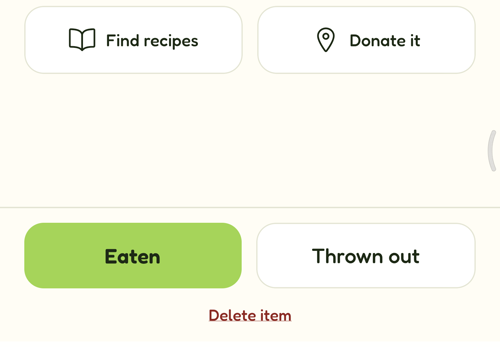 Find recipes
Donate it
Eaten
Thrown out
Delete item